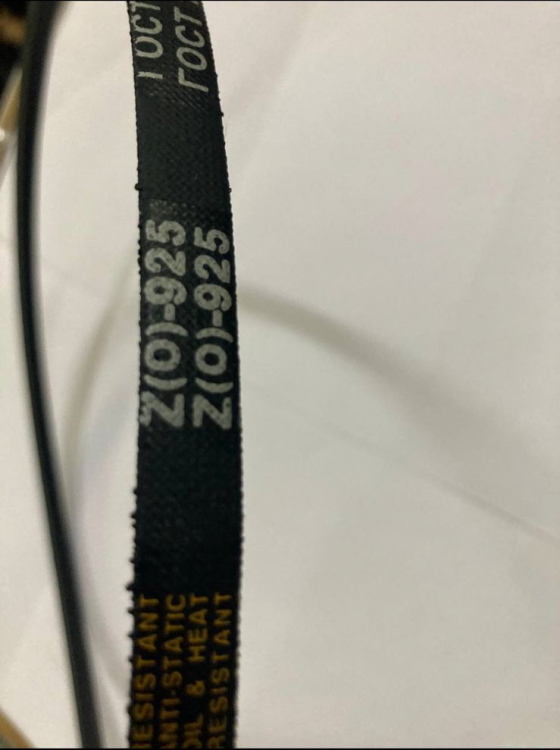 ГОСТ
ГОСТ
Z(O)-925
Z(O)-925
RESISTANT
ANTI-STATIC
OIL & HEAT
RESISTANT